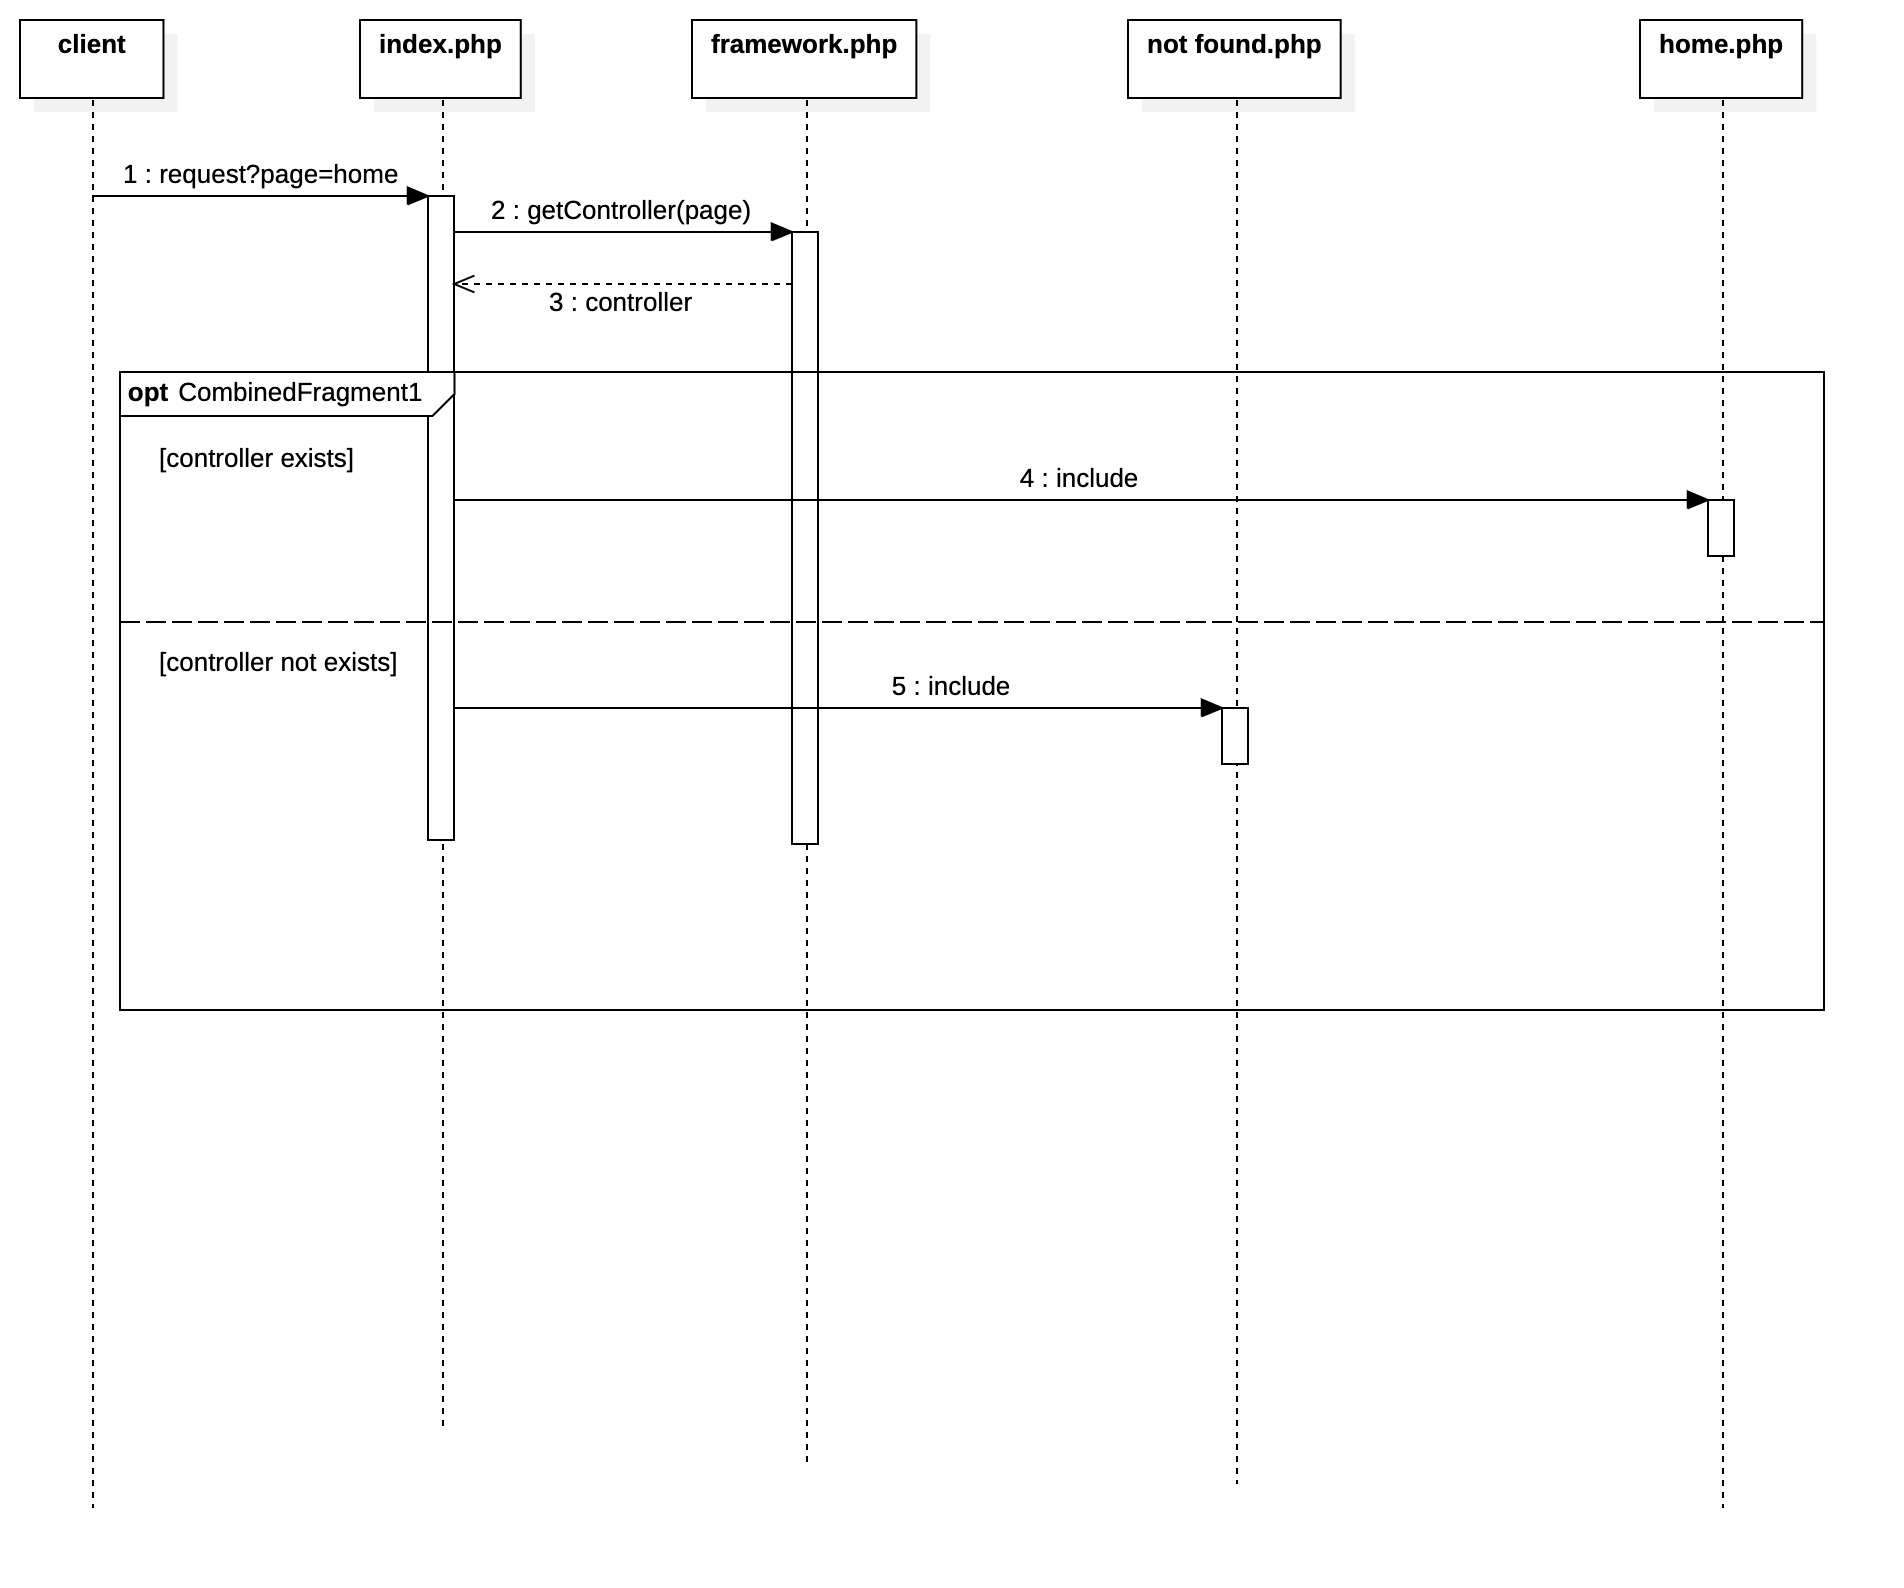 client
index.php
framework.php
not found.php
home.php
1 : request?page=home
2 : getController(page)
3 : controller
opt CombinedFragment1
[controller exists]
4 : include
[controller not exists]
5 : include